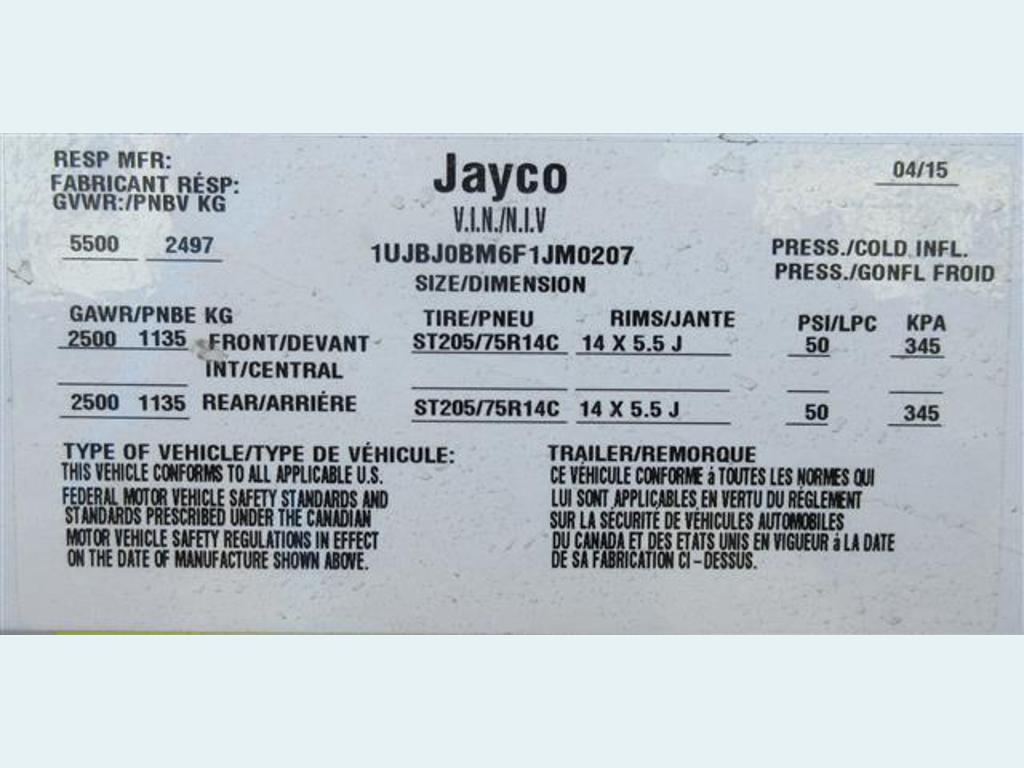 RESP MFR:
FABRICANT RÉSP:
GVWR:/PNBV KG
5500 2497
Jayco
V.I.N./N.I.V
1UJBJ0BM6F1JM0207
SIZE/DIMENSION
04/15
PRESS./COLD INFL.
PRESS./GONFL FROID
GAWR/PNBE KG TIRE/PNEU RIMS/JANTE PSI/LPC KPA
2500 1135 FRONT/DEVANT ST205/75R14C 14 X 5.5 J 50 345
INT/CENTRAL
2500 1135 REAR/ARRIÉRE ST205/75R14C 14 X 5.5 J 50 345
TYPE OF VEHICLE/TYPE DE VÉHICULE: TRAILER/REMORQUE
THIS VEHICLE CONFORMS TO ALL APPLICABLE U.S.
FEDERAL MOTOR VEHICLE SAFETY STANDARDS AND
STANDARDS PRESCRIBED UNDER THE CANADIAN
MOTOR VEHICLE SAFETY REGULATIONS IN EFFECT
ON THE DATE OF MANUFACTURE SHOWN ABOVE.
CE VÉHICULE CONFORME à TOUTES LES NORMES QUI
LUI SONT APPLICABLES EN VERTU DU RÉGLEMENT
SUR LA SÉCURITÉ DE VÉHICULES AUTOMOBILES
DU CANADA ET DES ETATS UNIS EN VIGUEUR à LA DATE
DE SA FABRICATION CI-DESSUS.